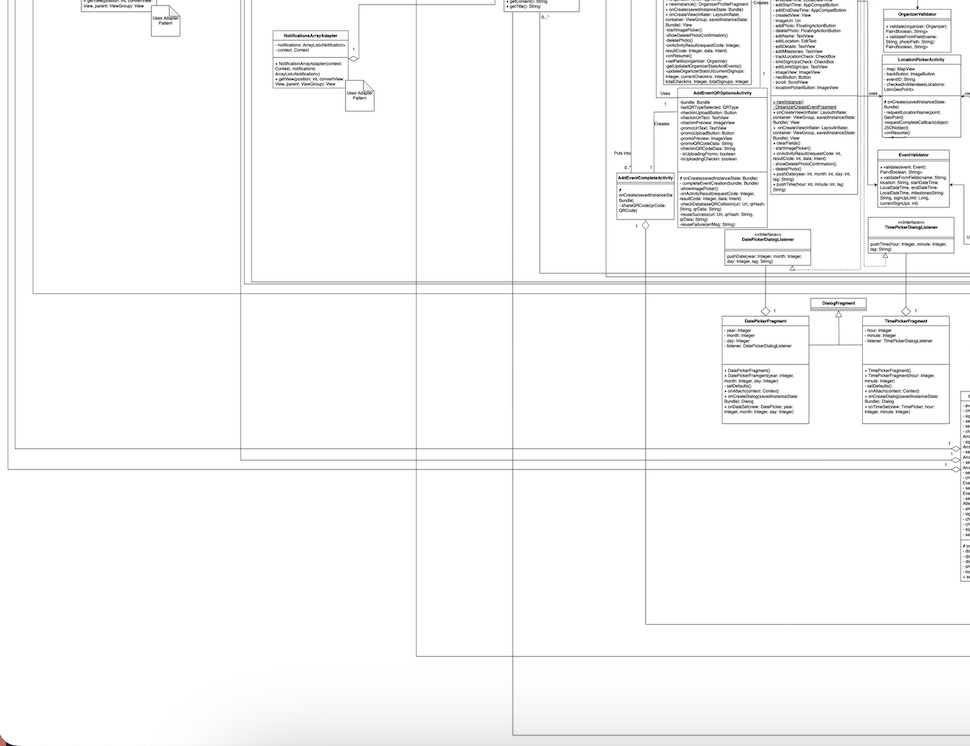 View, parent: ViewGroup): View
Uses Adapter
Pattern
NotificationsArrayAdapter
- notifications: ArrayList<Notification>
- context: Context
+ NotificationArrayAdapter(context
Context, notifications:
ArrayList<Notification>)
+ getView(position: int, convertView:
View, parent: ViewGroup): View
1
Uses Adapter
Pattern
+ getContent(): String
+ getTitle(): String
0..*
+ newInstance(): OrganizerProfileFragment
+ onCreate(savedInstanceState: Bundle)
+ onCreateView(inflater: LayoutInflater,
container: ViewGroup, savedInstanceState:
Bundle): View
- startImagePicker()
- showDeletePhotoConfirmation()
- deletePhoto()
- onActivityResult(requestCode: Integer,
resultCode: Integer, data: Intent)
+ onResume()
+ setFields(organizer: Organizer)
- getUpdatedOrganizerStatsAndEvents()
- updateOrganizerStatsUI(currentSignups:
Integer, currentCheckins: Integer,
totalCheckins: Integer, totalSignups: Integer)
Creates
1
Uses
1
Creates
Puts into
0..*
1
AddEventQROptionsActivity
-bundle: Bundle
-lastQRTypeSelected: QRType
- checkinUploadButton: Button
- checkinUriText: TextView
- checkinPreview: ImageView
- promoUriText: TextView
- promoUploadButton: Button
- promoPreview: ImageView
- promoQRCodeData: String
- checkinQRCodeData: String
- isUploadingPromo: boolean
- isUploadingCheckin: boolean
# onCreate(savedInstanceState: Bundle)
- completeEventCreation(bundle: Bundle)
- showImagePicker()
- onActivityResult(requestCode: Integer,
resultCode: Integer, data: Intent)
- checkDatabaseQRCollision(uri: Uri, qrHash:
String, qrData: String)
-reuseSuccess(uri: Uri, qrHash: String,
qrData: String)
-reuseFailure(errMsg: String)
AddEventCompleteActivity
#
onCreate(savedInstanceSta
Bundle)
- shareQRCode(qrCode:
QRCode)
1
- editStartTime: AppCompatButton
- editEndDateTime: AppCompatButton
- createdView: View
- imageUri: Uri
- addPhoto: FloatingActionButton
- deletePhoto: FloatingActionButton
- editName: TextView
- editLocation: EditText
- editDetails: TextView
- editMilestones: TextView
- trackLocationCheck: CheckBox
- limitSignUpsCheck: CheckBox
- editLimitSignUps: TextView
- imageView: ImageView
- nextButton: Button
- scroll: ScrollView
- locationPickerButton: ImageView
+ newInstance()
: OrganizerCreateEventFragment
+ onCreateView(inflater: LayoutInflater,
container: ViewGroup, savedInstanceState:
Bundle): View
+ onCreateView(inflater: LayoutInflater,
container: ViewGroup, savedInstanceState:
Bundle): View
+ clearFields()
- startImagePicker()
+ onActivityResult(requestCode: int,
resultCode: int, data: Intent)
- showDeletePhotoConfirmation()
- deletePhoto()
+ pushDate(year: int, month: int, day: int,
tag: String)
+ pushTime(hour: int, minute: int, tag:
String)
OrganizerValidator
+ validate(organizer: Organizer):
Pair<Boolean, String>
+ validateFromField(name:
String, photoPath: String):
Pair<Boolean, String>
LocationPickerActivity
- map: MapView
- backButton: ImageButton
- eventID: String
- checkedInAttendeesLocations:
List<GeoPoint>
# onCreate(savedInstanceState:
Bundle)
- requestLocationName(point:
GeoPoint)
- requestCompleteCallback(object:
JSONobject)
+onResume()
uses
EventValidator
+ validate(event: Event):
Pair<Boolean, String>
+ validateFromFields(name: String,
location: String, startDateTime:
LocalDateTime, endDateTime:
LocalDateTime, milestonesString:
String, signUpLimit: Long,
currentSignUps: int)
<<Interface>>
TimePickerDialogListener
pushTime(hour: Integer, minute: Integer,
tag: String)
<<Interface>>
DatePickerDialogListener
pushDate(year: Integer, month: Integer,
day: Integer, tag: String)
DialogFragment
1
1
DatePickerFragment
- year: Integer
- month: Integer
- day: Integer
- listener: DatePickerDialogListener
+ DatePickerFragment()
+ DatePickerFragment(year: Integer,
month: Integer, day: Integer)
- setDefaults()
+ onAttach(context: Context)
+ onCreateDialog(savedInstanceState:
Bundle): Dialog
+ onDateSet(view: DatePicker, year:
Integer, month: Integer, day: Integer)
TimePickerFragment
- hour: Integer
- minute: Integer
- listener: TimePickerDialogListener
+ TimePickerFragment()
+ TimePickerFragment(hour: Integer,
minute: Integer)
- setDefaults()
+ onAttach(context: Context)
+ onCreateDialog(savedInstanceState:
Bundle): Dialog
+ onTimeSet(view: TimePicker, hour:
Integer, minute: Integer)
1
1
1